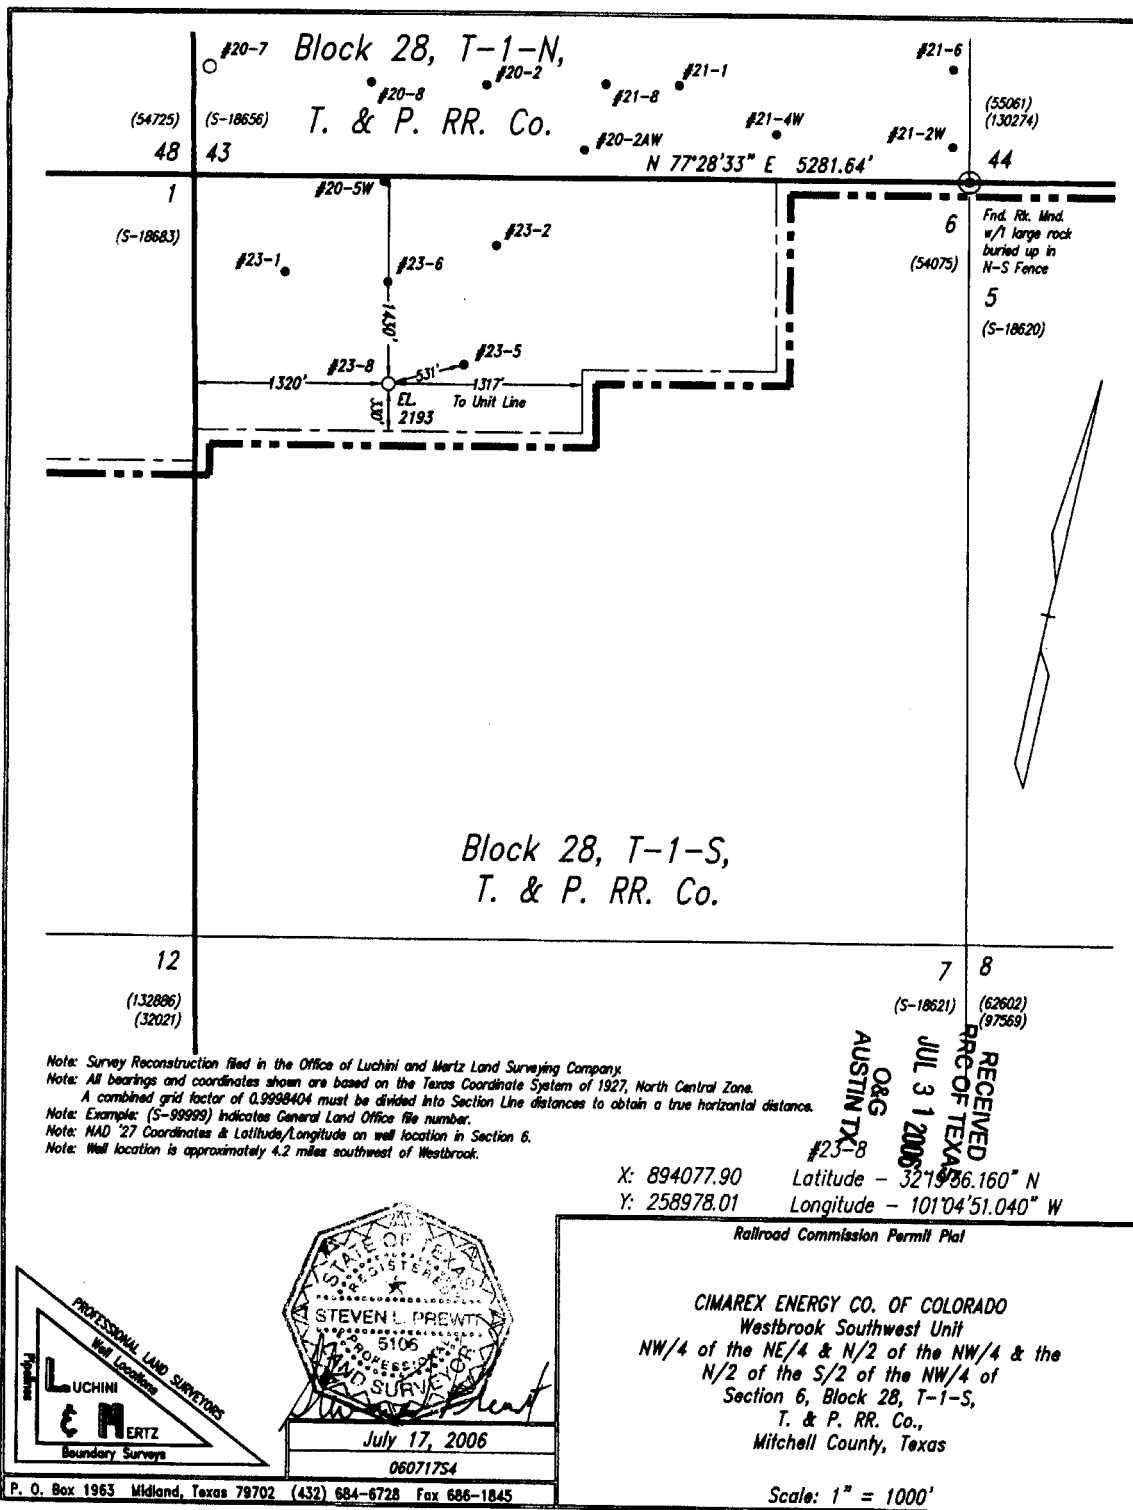 #20-7
Block 28, T-1-N,
T. & P. RR. Co.
#20-8
#20-2
#21-8
#21-1
#21-6
(54725)
(S-18656)
(55061)
(130274)
#20-2AW
#21-4W
#21-2W
48
43
N 77°28'33" E 5281.64'
44
1
#20-5W
(S-18683)
6
Fnd. Rk. Mnd.
w/1 large rock
buried up in
N-S Fence
(54075)
5
(S-18620)
#23-1
#23-6
#23-2
1430'
#23-8
#23-5
531'
1320'
1317'
To Unit Line
EL.
2193
330'
Block 28, T-1-S,
T. & P. RR. Co.
12
(132886)
(32021)
7
8
(S-18621)
(62602)
(97569)
Note: Survey Reconstruction filed in the Office of Luchini and Mertz Land Surveying Company.
Note: All bearings and coordinates shown are based on the Texas Coordinate System of 1927, North Central Zone.
A combined grid factor of 0.9998404 must be divided into Section Line distances to obtain a true horizontal distance.
Note: Example: (S-99999) indicates General Land Office file number.
Note: NAD '27 Coordinates & Latitude/Longitude on well location in Section 6.
Note: Well location is approximately 4.2 miles southwest of Westbrook.
RECEIVED
RRC OF TEXAS
JUL 31 2006
O&G
AUSTIN TX
#23-8
X: 894077.90
Latitude - 32°19'56.160" N
Y: 258978.01
Longitude - 101°04'51.040" W
Railroad Commission Permit Plat
CIMAREX ENERGY CO. OF COLORADO
Westbrook Southwest Unit
NW/4 of the NE/4 & N/2 of the NW/4 & the
N/2 of the S/2 of the NW/4 of
Section 6, Block 28, T-1-S,
T. & P. RR. Co.,
Mitchell County, Texas
Scale: 1" = 1000'
STATE OF TEXAS
REGISTERED
STEVEN L. PREWITT
5106
PROFESSIONAL
LAND SURVEYOR
July 17, 2006
060717S4
PROFESSIONAL LAND SURVEYORS
Well Locations
Pipelines
LUCHINI
& MERTZ
Boundary Surveys
P. O. Box 1963 Midland, Texas 79702 (432) 684-6728 Fax 686-1845